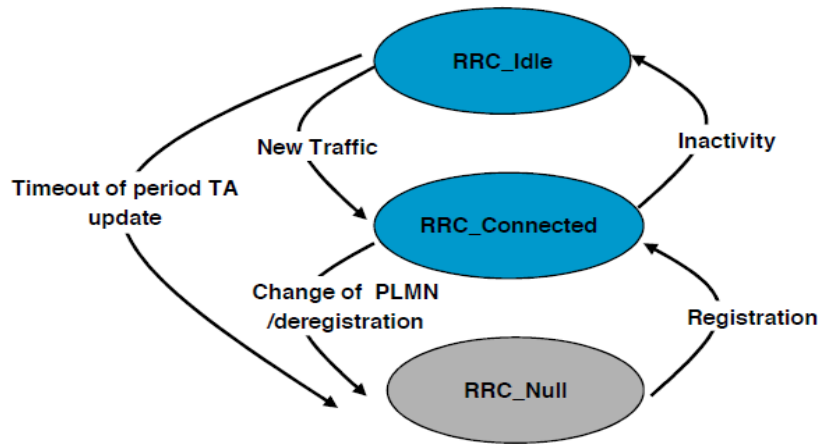 RRC_Idle
New Traffic
Inactivity
Timeout of period TA
update
RRC_Connected
Change of PLMN
/deregistration
Registration
RRC_Null